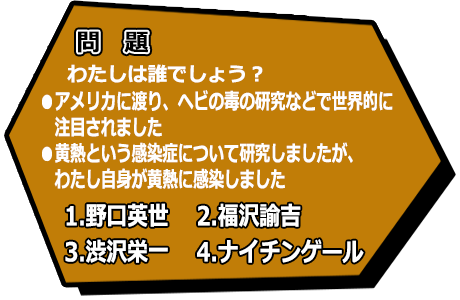 問 題
わたしは誰でしょう？
●アメリカに渡り、ヘビの毒の研究などで世界的に
注目されました
●黄熱という感染症について研究しましたが、
わたし自身が黄熱に感染しました
1.野口英世 2.福沢諭吉
3.渋沢栄一 4.ナイチンゲール